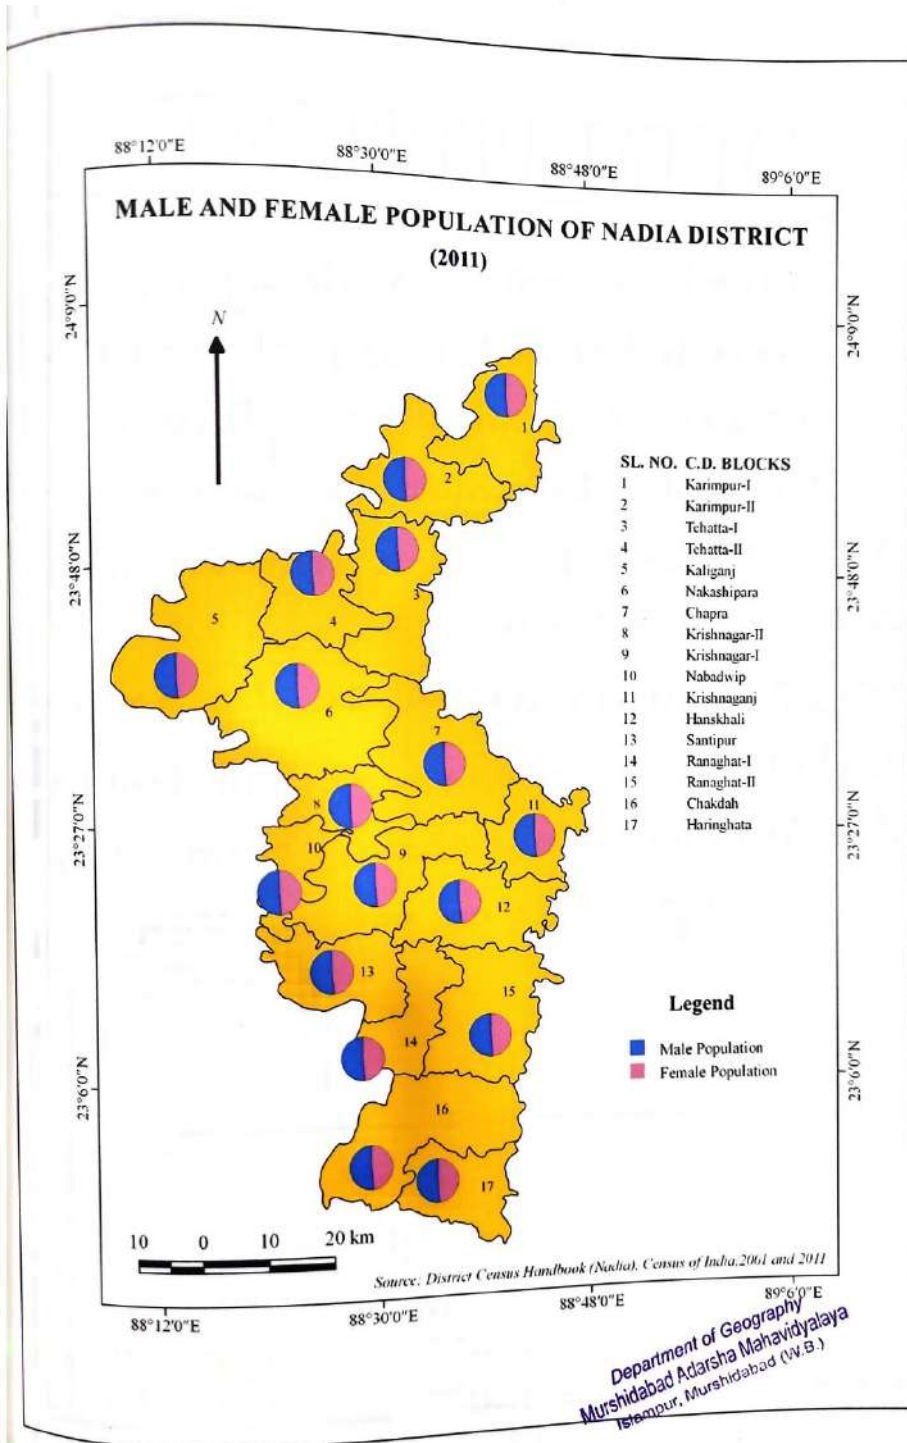 88°12'0"E 88°30'0"E 88°48'0"E 89°6'0"E
MALE AND FEMALE POPULATION OF NADIA DISTRICT
(2011)
24°9'0"N
24°9'0"N
N
1
2
3
4
5
6
7
8
9
10
11
12
13
14
15
16
17
SL. NO. C.D. BLOCKS
1 Karimpur-I
2 Karimpur-II
3 Tehatta-I
4 Tehatta-II
5 Kaliganj
6 Nakashipara
7 Chapra
8 Krishnagar-II
9 Krishnagar-I
10 Nabadwip
11 Krishnaganj
12 Hanskhali
13 Santipur
14 Ranaghat-I
15 Ranaghat-II
16 Chakdah
17 Haringhata
23°48'0"N
23°48'0"N
23°27'0"N
23°27'0"N
Legend
Male Population
Female Population
23°6'0"N
23°6'0"N
10 0 10 20 km
Source: District Census Handbook (Nadia), Census of India,2001 and 2011
88°12'0"E 88°30'0"E 88°48'0"E 89°6'0"E
Department of Geography
Murshidabad Adarsha Mahavidyalaya
Islampur, Murshidabad (W.B.)